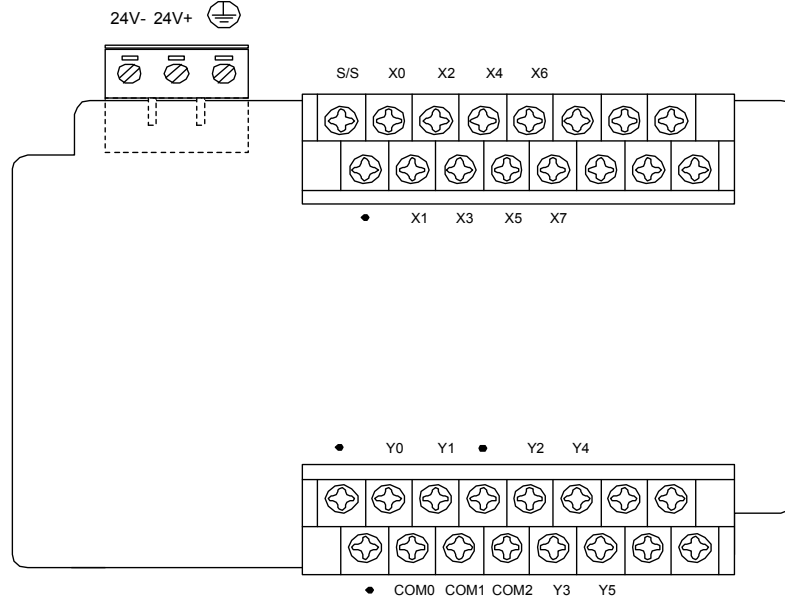 24V- 24V+
S/S X0 X2 X4 X6
● X1 X3 X5 X7
● Y0 Y1 ● Y2 Y4
● COM0 COM1 COM2 Y3 Y5